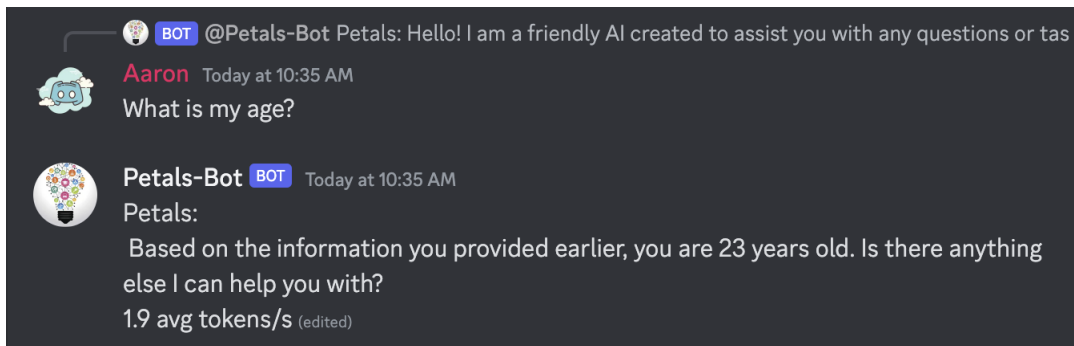 BOT @Petals-Bot Petals: Hello! I am a friendly AI created to assist you with any questions or tas
Aaron Today at 10:35 AM
What is my age?
Petals-Bot BOT Today at 10:35 AM
Petals:
Based on the information you provided earlier, you are 23 years old. Is there anything
else I can help you with?
1.9 avg tokens/s (edited)